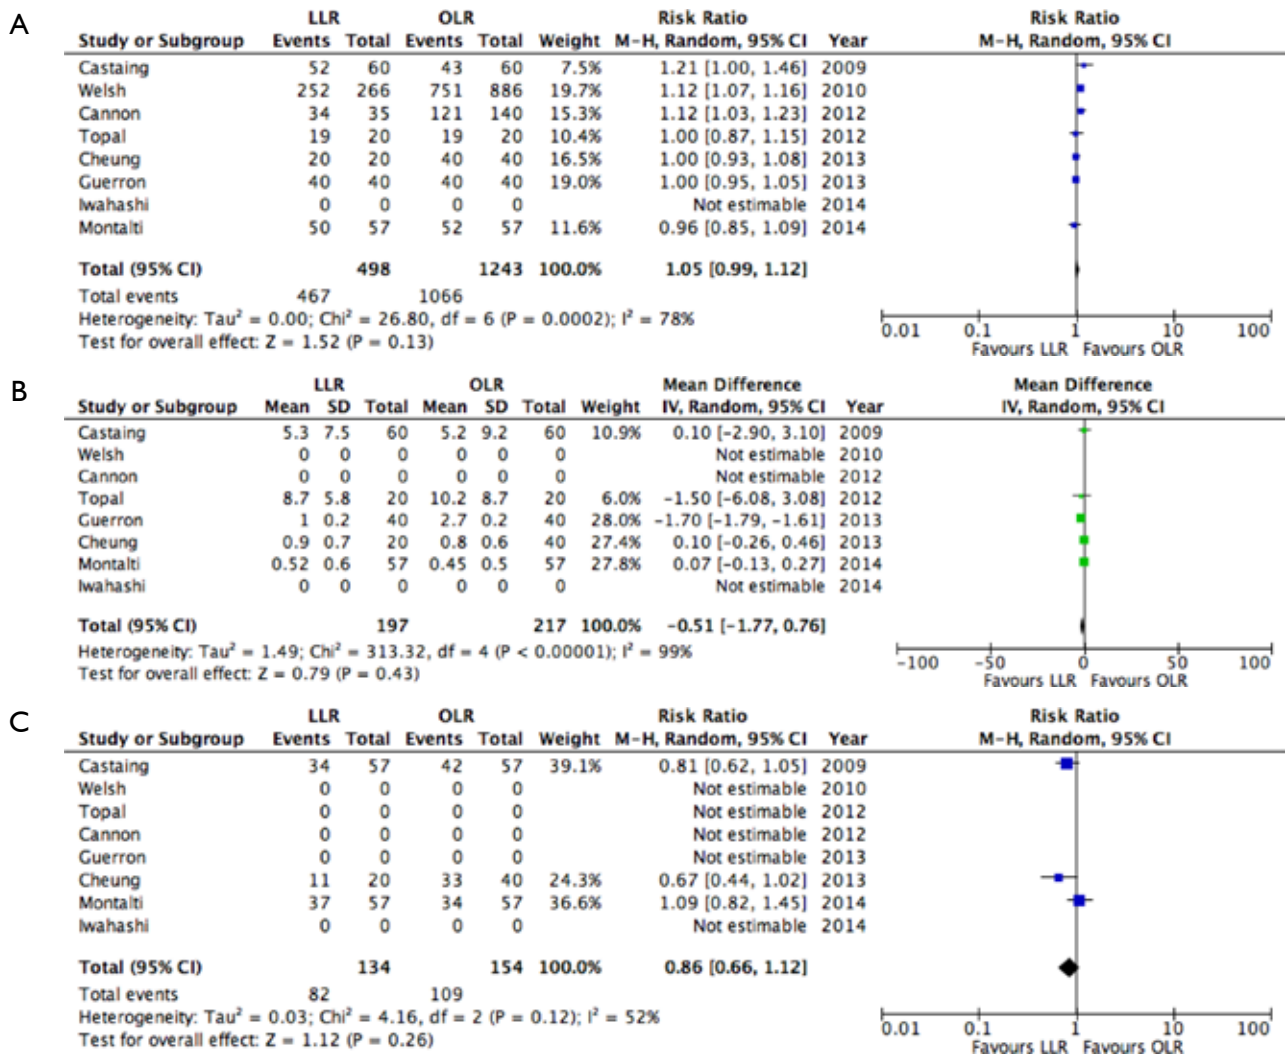 A
LLR OLR Risk Ratio Risk Ratio
Study or Subgroup Events Total Events Total Weight M-H, Random, 95% CI Year M-H, Random, 95% CI
Castaing 52 60 43 60 7.5% 1.21 [1.00, 1.46] 2009
Welsh 252 266 751 886 19.7% 1.12 [1.07, 1.16] 2010
Cannon 34 35 121 140 15.3% 1.12 [1.03, 1.23] 2012
Topal 19 20 19 20 10.4% 1.00 [0.87, 1.15] 2012
Cheung 20 20 40 40 16.5% 1.00 [0.93, 1.08] 2013
Guerron 40 40 40 40 19.0% 1.00 [0.95, 1.05] 2013
Iwahashi 0 0 0 0 Not estimable 2014
Montalti 50 57 52 57 11.6% 0.96 [0.85, 1.09] 2014
Total (95% CI) 498 1243 100.0% 1.05 [0.99, 1.12]
Total events 467 1066
Heterogeneity: Tau² = 0.00; Chi² = 26.80, df = 6 (P = 0.0002); I² = 78%
Test for overall effect: Z = 1.52 (P = 0.13)
0.01 0.1 1 10 100
Favours LLR Favours OLR
B
LLR OLR Mean Difference Mean Difference
Study or Subgroup Mean SD Total Mean SD Total Weight IV, Random, 95% CI Year IV, Random, 95% CI
Castaing 5.3 7.5 60 5.2 9.2 60 10.9% 0.10 [-2.90, 3.10] 2009
Welsh 0 0 0 0 0 0 Not estimable 2010
Cannon 0 0 0 0 0 0 Not estimable 2012
Topal 8.7 5.8 20 10.2 8.7 20 6.0% -1.50 [-6.08, 3.08] 2012
Guerron 1 0.2 40 2.7 0.2 40 28.0% -1.70 [-1.79, -1.61] 2013
Cheung 0.9 0.7 20 0.8 0.6 40 27.4% 0.10 [-0.26, 0.46] 2013
Montalti 0.52 0.6 57 0.45 0.5 57 27.8% 0.07 [-0.13, 0.27] 2014
Iwahashi 0 0 0 0 0 0 Not estimable 2014
Total (95% CI) 197 217 100.0% -0.51 [-1.77, 0.76]
Heterogeneity: Tau² = 1.49; Chi² = 313.32, df = 4 (P < 0.00001); I² = 99%
Test for overall effect: Z = 0.79 (P = 0.43)
-100 -50 0 50 100
Favours LLR Favours OLR
C
LLR OLR Risk Ratio Risk Ratio
Study or Subgroup Events Total Events Total Weight M-H, Random, 95% CI Year M-H, Random, 95% CI
Castaing 34 57 42 57 39.1% 0.81 [0.62, 1.05] 2009
Welsh 0 0 0 0 Not estimable 2010
Topal 0 0 0 0 Not estimable 2012
Cannon 0 0 0 0 Not estimable 2012
Guerron 0 0 0 0 Not estimable 2013
Cheung 11 20 33 40 24.3% 0.67 [0.44, 1.02] 2013
Montalti 37 57 34 57 36.6% 1.09 [0.82, 1.45] 2014
Iwahashi 0 0 0 0 Not estimable 2014
Total (95% CI) 134 154 100.0% 0.86 [0.66, 1.12]
Total events 82 109
Heterogeneity: Tau² = 0.03; Chi² = 4.16, df = 2 (P = 0.12); I² = 52%
Test for overall effect: Z = 1.12 (P = 0.26)
0.01 0.1 1 10 100
Favours LLR Favours OLR